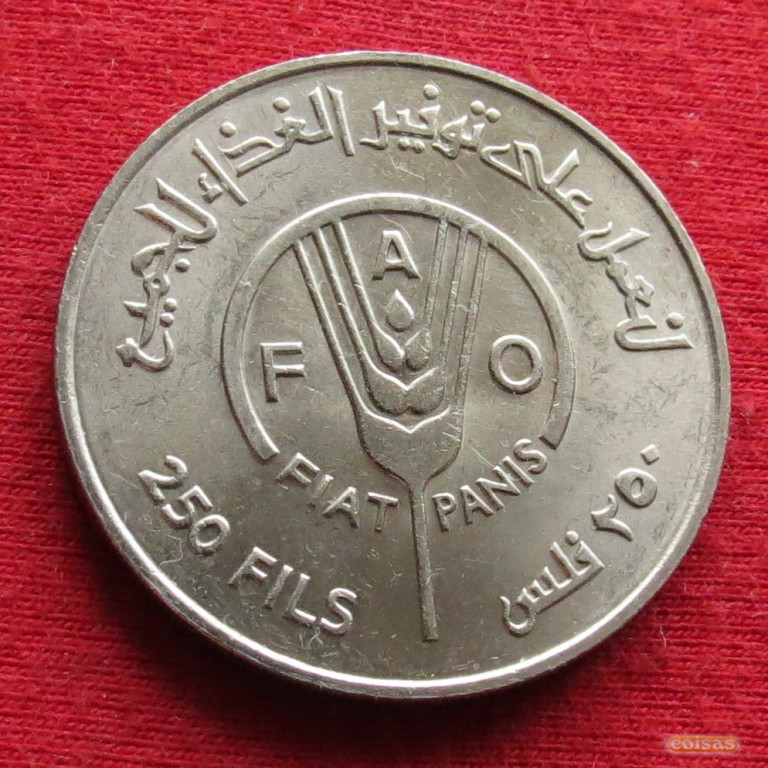 لنعمل على توفير الغذاء للجميع
F A O
FIAT PANIS
250 FILS
٢٥٠ فلس
coisas